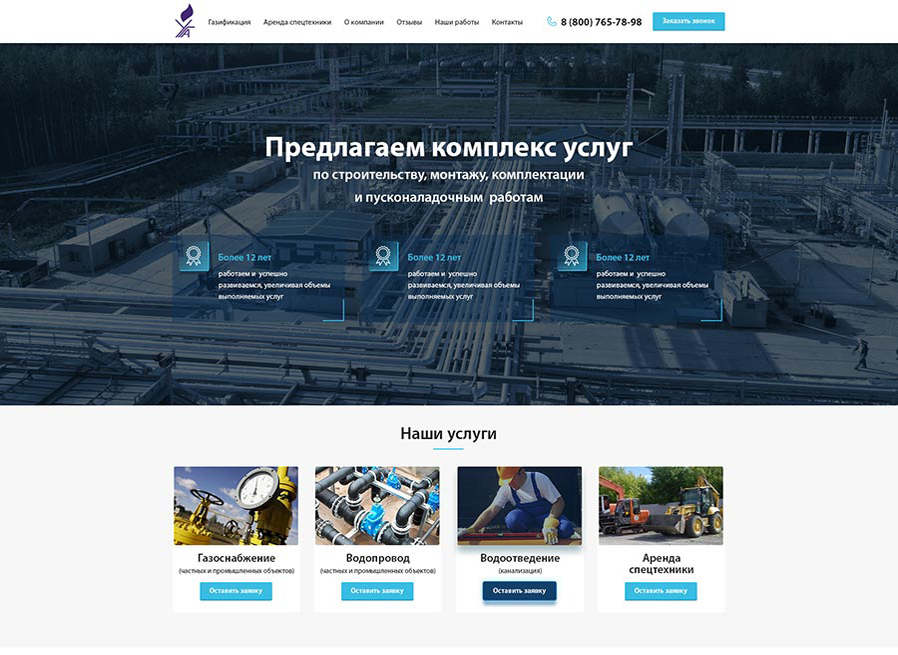 Газификация Аренда спецтехники О компании Отзывы Наши работы Контакты 8 (800) 765-78-98 Заказать звонок
Предлагаем комплекс услуг
по строительству, монтажу, комплектации
и пусконаладочным работам
Более 12 лет
работаем и успешно
развиваемся, увеличивая объемы
выполняемых услуг
Более 12 лет
работаем и успешно
развиваемся, увеличивая объемы
выполняемых услуг
Более 12 лет
работаем и успешно
развиваемся, увеличивая объемы
выполняемых услуг
Наши услуги
Газоснабжение
(частных и промышленных объектов)
Оставить заявку
Водопровод
(частных и промышленных объектов)
Оставить заявку
Водоотведение
(канализация)
Оставить заявку
Аренда
спецтехники
Оставить заявку